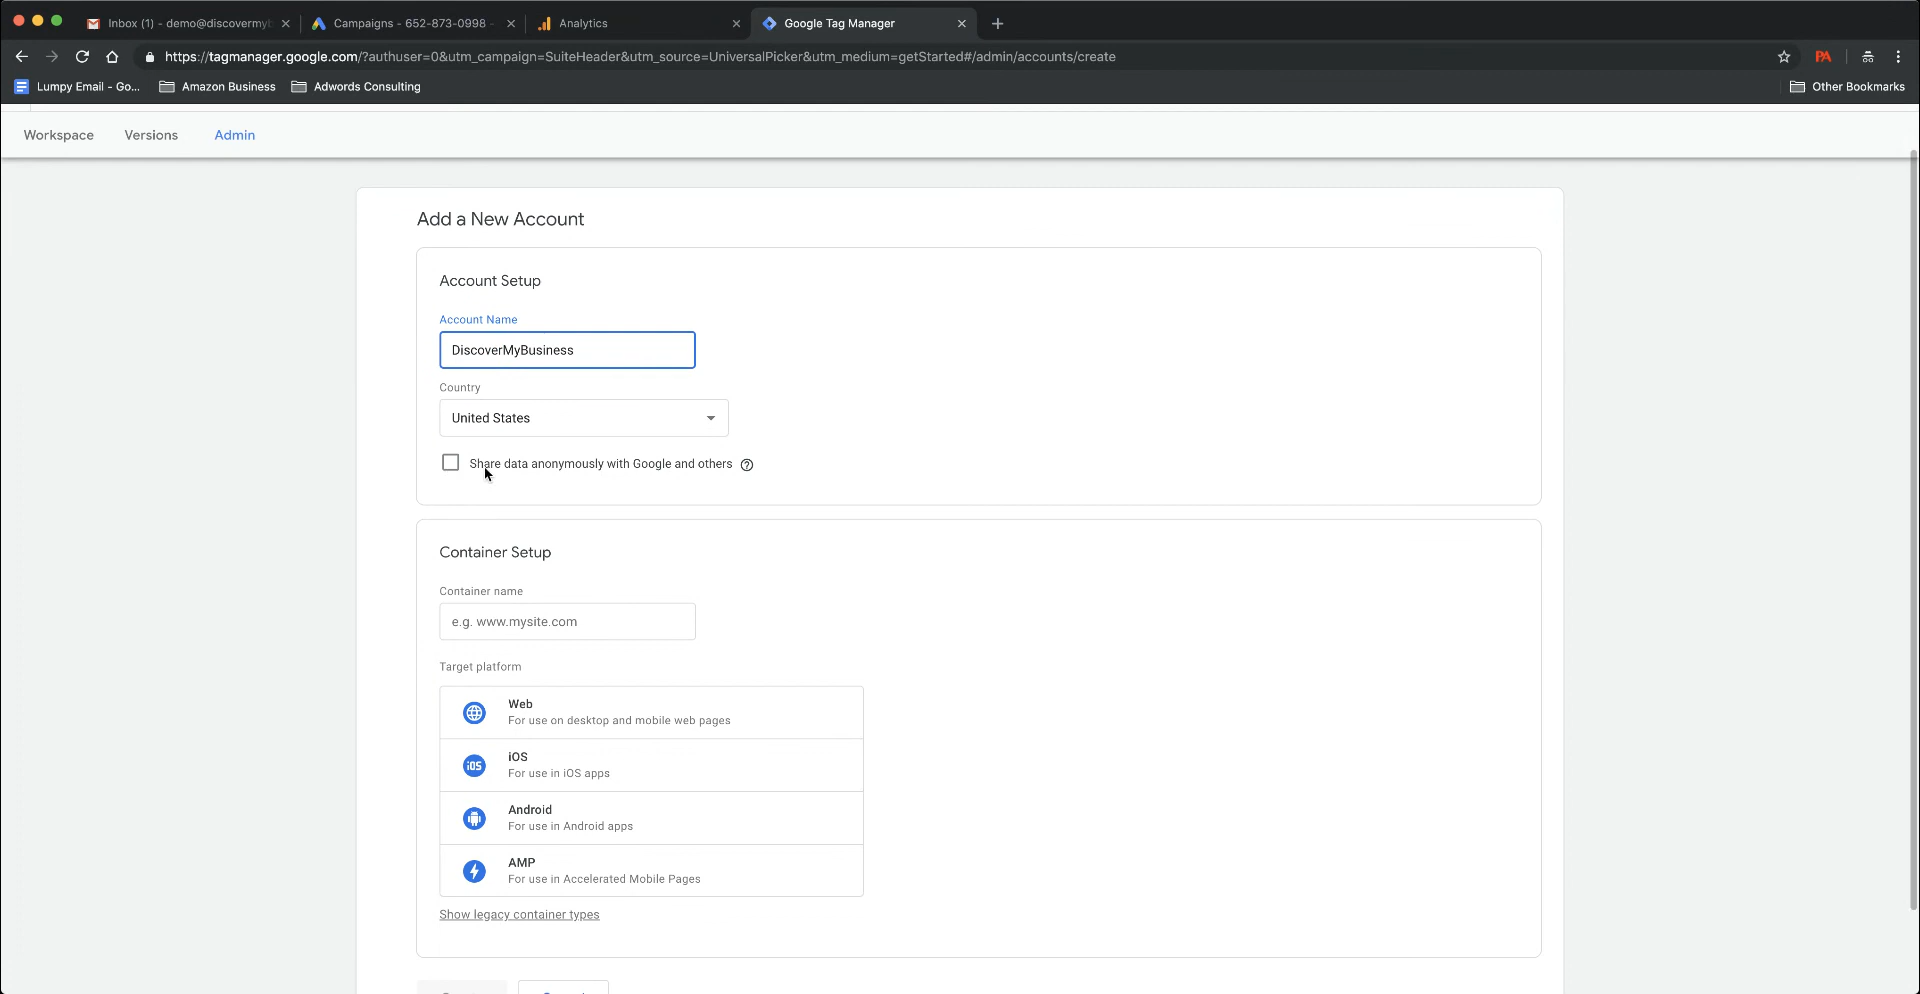 Inbox (1) - demo@discovermyb
Campaigns - 652-873-0998 -
Analytics
Google Tag Manager
https://tagmanager.google.com/?authuser=0&utm_campaign=SuiteHeader&utm_source=UniversalPicker&utm_medium=getStarted#/admin/accounts/create
PA
Lumpy Email - Go...
Amazon Business
Adwords Consulting
Other Bookmarks
Workspace
Versions
Admin
Add a New Account
Account Setup
Account Name
DiscoverMyBusiness
Country
United States
Share data anonymously with Google and others
Container Setup
Container name
e.g. www.mysite.com
Target platform
Web
For use on desktop and mobile web pages
iOS
iOS
For use in iOS apps
Android
For use in Android apps
AMP
For use in Accelerated Mobile Pages
Show legacy container types